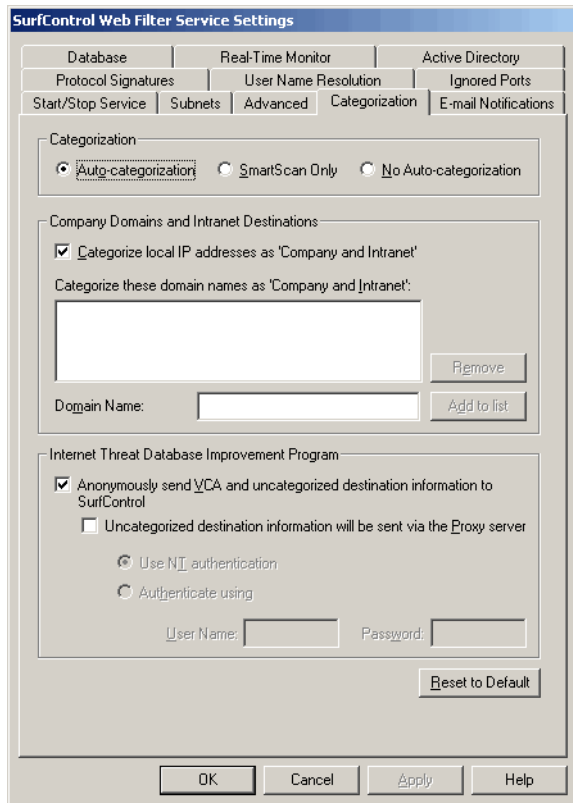 SurfControl Web Filter Service Settings
Database
Real-Time Monitor
Active Directory
Protocol Signatures
User Name Resolution
Ignored Ports
Start/Stop Service
Subnets
Advanced
Categorization
E-mail Notifications
Categorization
Auto-categorization
SmartScan Only
No Auto-categorization
Company Domains and Intranet Destinations
Categorize local IP addresses as 'Company and Intranet'
Categorize these domain names as 'Company and Intranet':
Remove
Domain Name:
Add to list
Internet Threat Database Improvement Program
Anonymously send VCA and uncategorized destination information to
SurfControl
Uncategorized destination information will be sent via the Proxy server
Use NT authentication
Authenticate using
User Name:
Password:
Reset to Default
OK
Cancel
Apply
Help